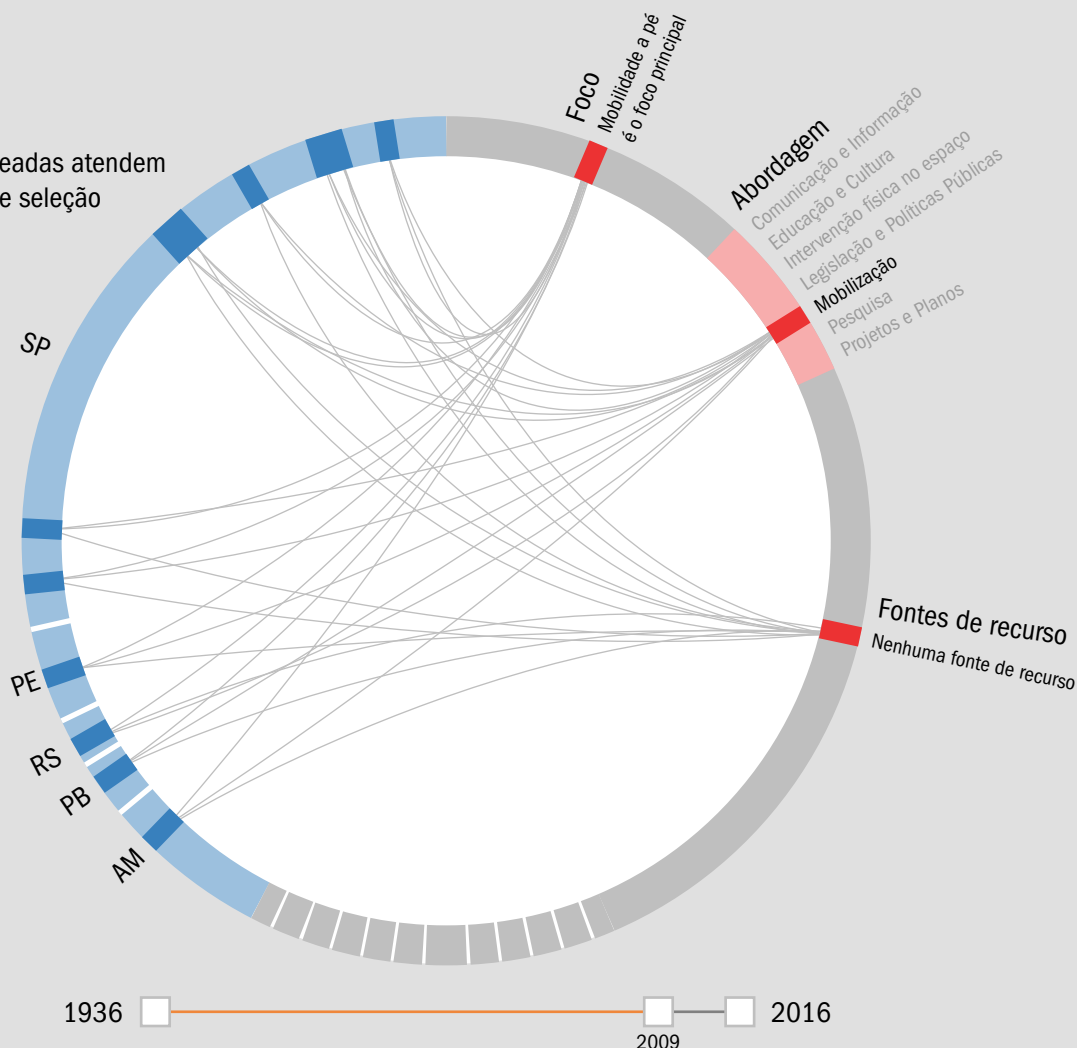 eadas atendem
e seleção
Foco
Mobilidade a pé
é o foco principal
Abordagem
Comunicação e Informação
Educação e Cultura
Intervenção física no espaço
Legislação e Políticas Públicas
Mobilização
Pesquisa
Projetos e Planos
Fontes de recurso
Nenhuma fonte de recurso
SP
PE
RS
PB
AM
1936
2009
2016